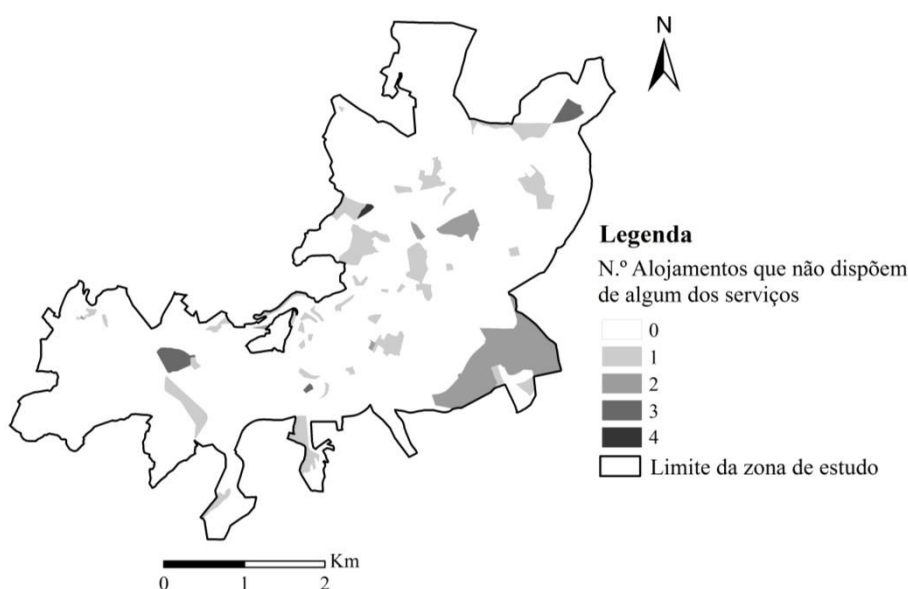 N
Legenda
N.º Alojamentos que não dispõem
de algum dos serviços
0
1
2
3
4
Limite da zona de estudo
Km
0 1 2